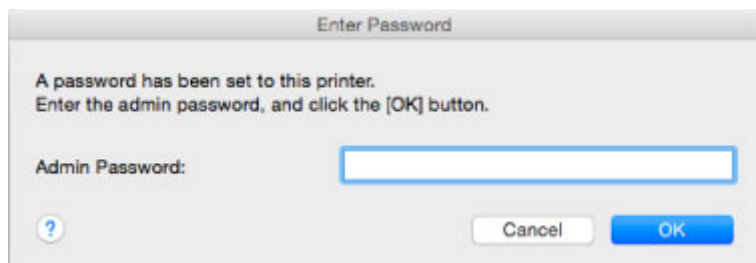 Enter Password
A password has been set to this printer.
Enter the admin password, and click the [OK] button.
Admin Password:
?
Cancel
OK